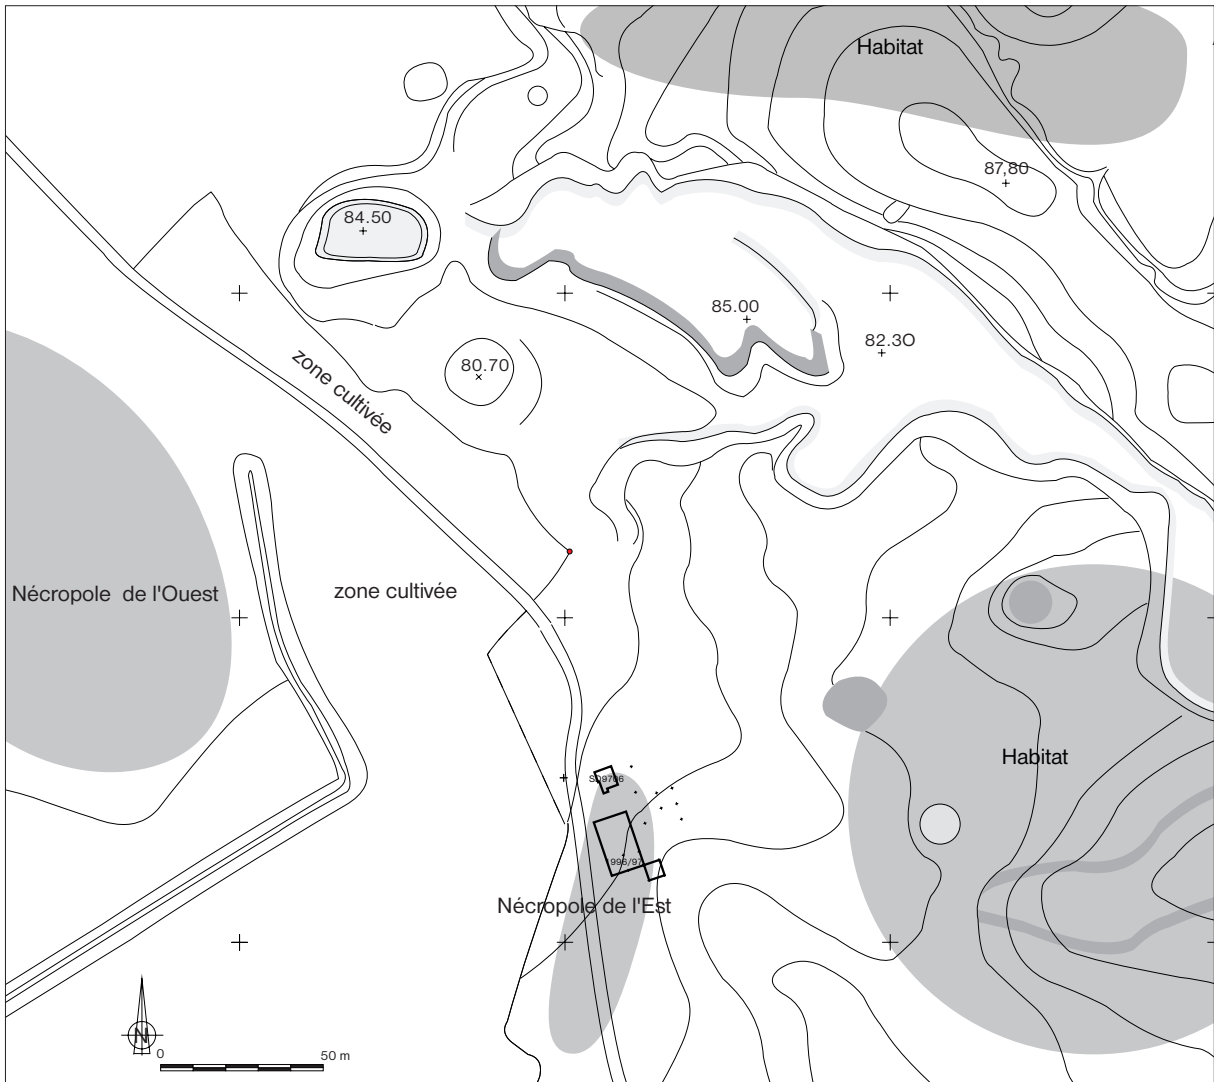 Habitat
87,80
84.50
85.00
82.3O
80.70
zone cultivée
Nécropole de l'Ouest
zone cultivée
Habitat
SD9706
1996/97
Nécropole de l'Est
N
0
50 m